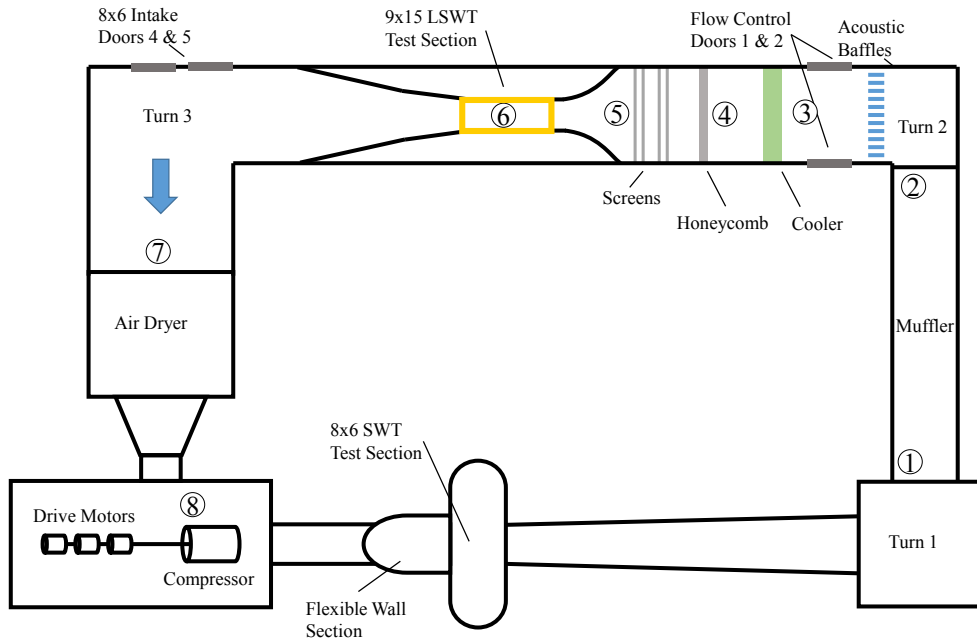 8x6 Intake
Doors 4 & 5
9x15 LSWT
Test Section
Flow Control
Doors 1 & 2
Acoustic
Baffles
Turn 3
⑥
⑤
④
③
Turn 2
②
Screens
Honeycomb
Cooler
⑦
Air Dryer
Muffler
8x6 SWT
Test Section
①
⑧
Drive Motors
Compressor
Turn 1
Flexible Wall
Section